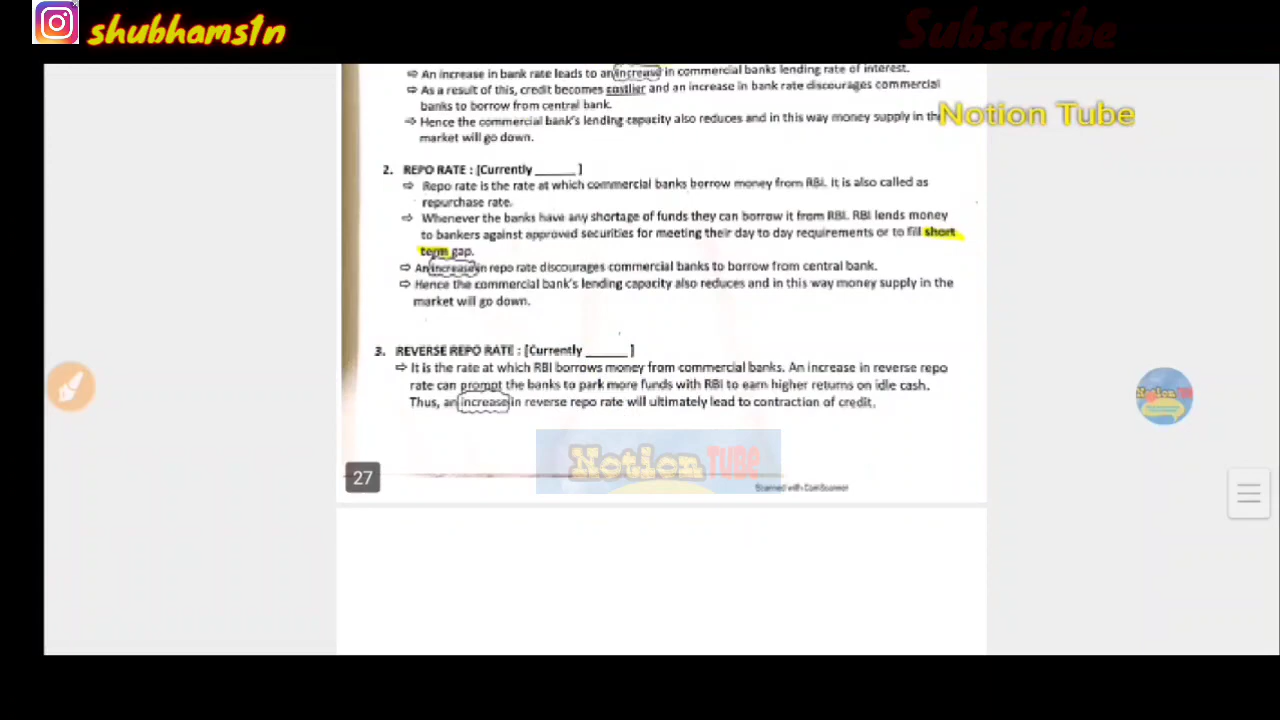 shubhams1n
Subscribe
⇨ An increase in bank rate leads to an increase in commercial banks lending rate of interest.
⇨ As a result of this, credit becomes costlier and an increase in bank rate discourages commercial
banks to borrow from central bank.
⇨ Hence the commercial bank's lending capacity also reduces and in this way money supply in the
market will go down.
Notion Tube
2. REPO RATE : [Currently ______ ]
⇨ Repo rate is the rate at which commercial banks borrow money from RBI. It is also called as
repurchase rate.
⇨ Whenever the banks have any shortage of funds they can borrow it from RBI. RBI lends money
to bankers against approved securities for meeting their day to day requirements or to fill short
term gap.
⇨ An increase in repo rate discourages commercial banks to borrow from central bank.
⇨ Hence the commercial bank's lending capacity also reduces and in this way money supply in the
market will go down.
3. REVERSE REPO RATE : [Currently ______ ]
⇨ It is the rate at which RBI borrows money from commercial banks. An increase in reverse repo
rate can prompt the banks to park more funds with RBI to earn higher returns on idle cash.
Thus, an increase in reverse repo rate will ultimately lead to contraction of credit.
Notion TUBE
27
Scanned with CamScanner